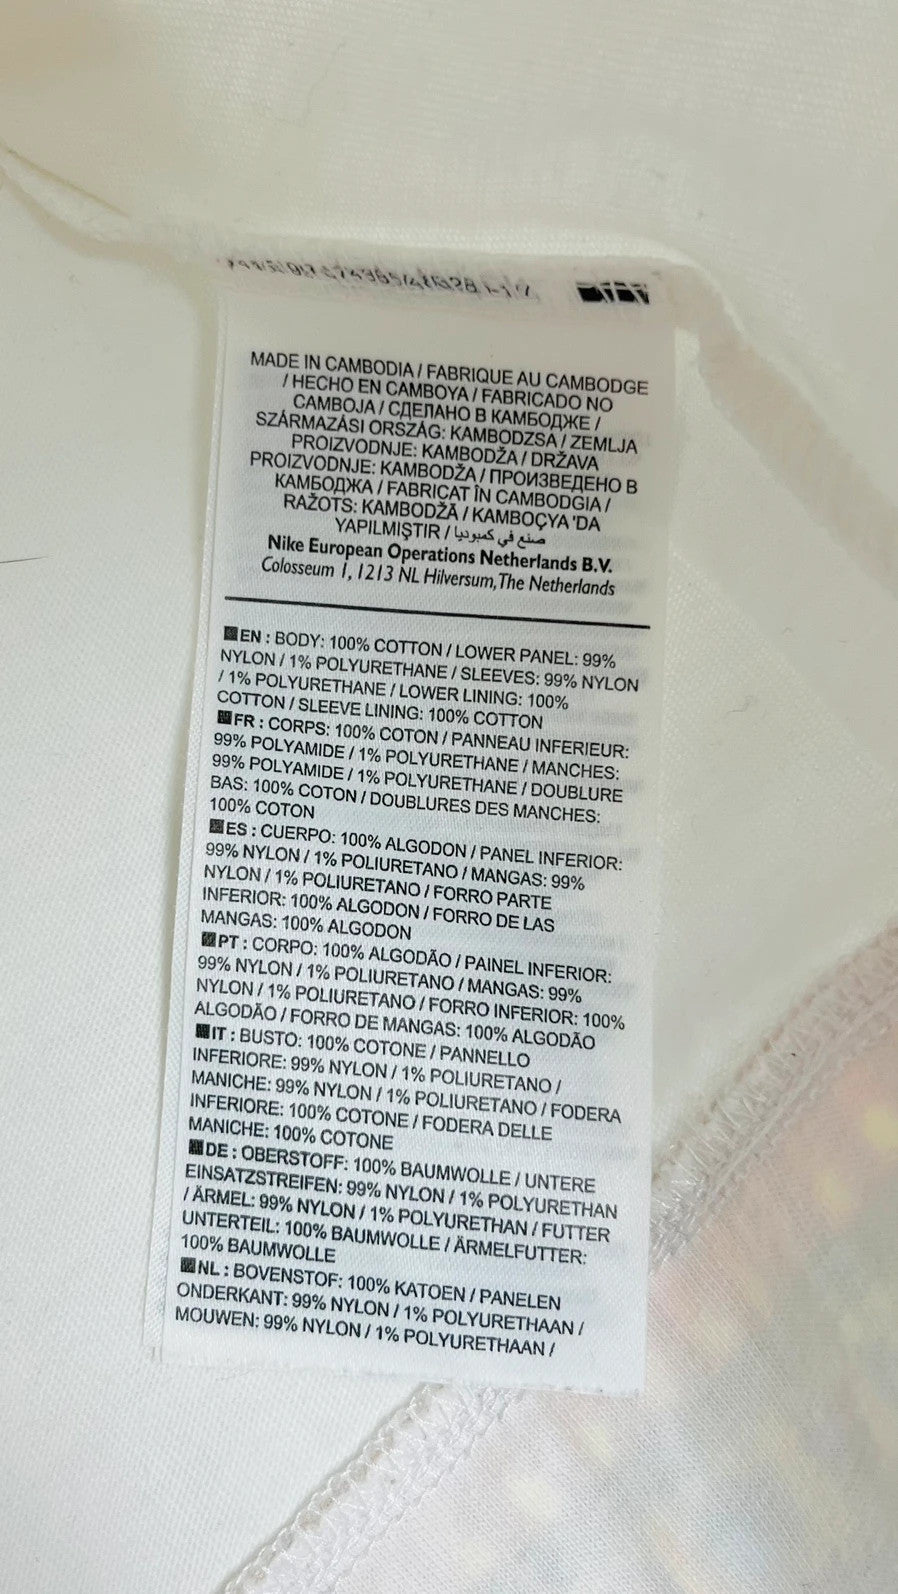 MADE IN CAMBODIA / FABRIQUE AU CAMBODGE
/ HECHO EN CAMBOYA / FABRICADO NO
CAMBOJA / СДЕЛАНО В КАМБОДЖЕ /
SZÁRMAZÁSI ORSZÁG: KAMBODZSA / ZEMLJA
PROIZVODNJE: KAMBODŽA / DRŽAVA
PROIZVODNJE: KAMBODŽA / ПРОИЗВЕДЕНО В
КАМБОДЖА / FABRICAT ÎN CAMBODGIA /
RAŽOTS: KAMBODŽĀ / KAMBOÇYA 'DA
YAPILMIŞTIR / صنع في كمبوديا
Nike European Operations Netherlands B.V.
Colosseum 1, 1213 NL Hilversum, The Netherlands
EN : BODY: 100% COTTON / LOWER PANEL: 99%
NYLON / 1% POLYURETHANE / SLEEVES: 99% NYLON
/ 1% POLYURETHANE / LOWER LINING: 100%
COTTON / SLEEVE LINING: 100% COTTON
FR : CORPS: 100% COTON / PANNEAU INFERIEUR:
99% POLYAMIDE / 1% POLYURETHANE / MANCHES:
99% POLYAMIDE / 1% POLYURETHANE / DOUBLURE
BAS: 100% COTON / DOUBLURES DES MANCHES:
100% COTON
ES : CUERPO: 100% ALGODON / PANEL INFERIOR:
99% NYLON / 1% POLIURETANO / MANGAS: 99%
NYLON / 1% POLIURETANO / FORRO PARTE
INFERIOR: 100% ALGODON / FORRO DE LAS
MANGAS: 100% ALGODON
PT : CORPO: 100% ALGODÃO / PAINEL INFERIOR:
99% NYLON / 1% POLIURETANO / MANGAS: 99%
NYLON / 1% POLIURETANO / FORRO INFERIOR: 100%
ALGODÃO / FORRO DE MANGAS: 100% ALGODÃO
IT : BUSTO: 100% COTONE / PANNELLO
INFERIORE: 99% NYLON / 1% POLIURETANO /
MANICHE: 99% NYLON / 1% POLIURETANO / FODERA
INFERIORE: 100% COTONE / FODERA DELLE
MANICHE: 100% COTONE
DE : OBERSTOFF: 100% BAUMWOLLE / UNTERE
EINSATZSTREIFEN: 99% NYLON / 1% POLYURETHAN
/ ÄRMEL: 99% NYLON / 1% POLYURETHAN / FUTTER
UNTERTEIL: 100% BAUMWOLLE / ÄRMELFUTTER:
100% BAUMWOLLE
NL : BOVENSTOF: 100% KATOEN / PANELEN
ONDERKANT: 99% NYLON / 1% POLYURETHAAN /
MOUWEN: 99% NYLON / 1% POLYURETHAAN /